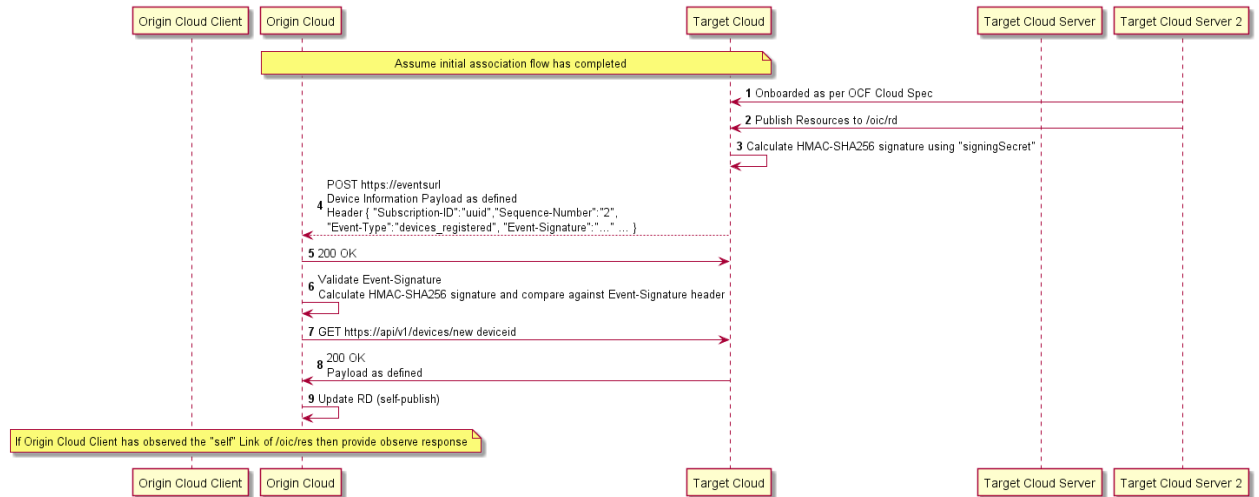 Origin Cloud Client
Origin Cloud
Target Cloud
Target Cloud Server
Target Cloud Server 2
Assume initial association flow has completed
1 Onboarded as per OCF Cloud Spec
2 Publish Resources to /oic/rd
3 Calculate HMAC-SHA256 signature using "signingSecret"
POST https://eventsurl
Device Information Payload as defined
4 Header { "Subscription-ID":"uuid","Sequence-Number":"2",
"Event-Type":"devices_registered", "Event-Signature":"..." ... }
5 200 OK
Validate Event-Signature
6 Calculate HMAC-SHA256 signature and compare against Event-Signature header
7 GET https://api/v1/devices/new deviceid
8 200 OK
Payload as defined
9 Update RD (self-publish)
If Origin Cloud Client has observed the "self" Link of /oic/res then provide observe response
Origin Cloud Client
Origin Cloud
Target Cloud
Target Cloud Server
Target Cloud Server 2